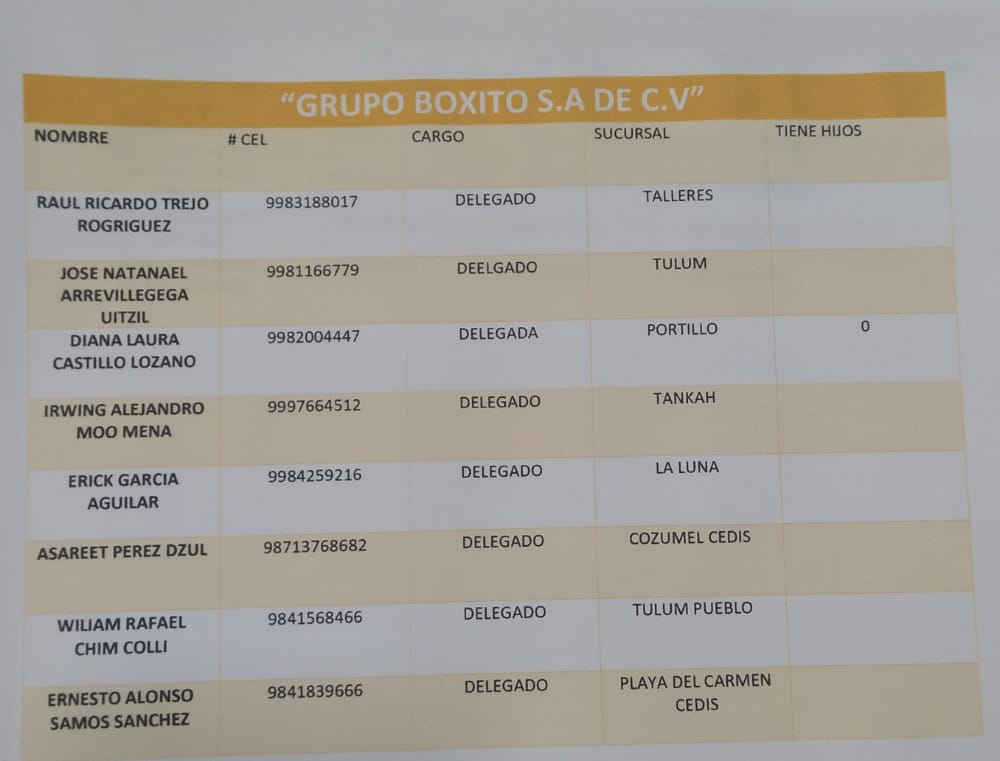 “GRUPO BOXITO S.A DE C.V”
NOMBRE # CEL CARGO SUCURSAL TIENE HIJOS
RAUL RICARDO TREJO 9983188017 DELEGADO TALLERES
ROGRIGUEZ
JOSE NATANAEL 9981166779 DEELGADO TULUM
ARREVILLEGEGA
UITZIL
DIANA LAURA 9982004447 DELEGADA PORTILLO 0
CASTILLO LOZANO
IRWING ALEJANDRO 9997664512 DELEGADO TANKAH
MOO MENA
ERICK GARCIA 9984259216 DELEGADO LA LUNA
AGUILAR
ASAREET PEREZ DZUL 98713768682 DELEGADO COZUMEL CEDIS
WILIAM RAFAEL 9841568466 DELEGADO TULUM PUEBLO
CHIM COLLI
ERNESTO ALONSO 9841839666 DELEGADO PLAYA DEL CARMEN
SAMOS SANCHEZ CEDIS